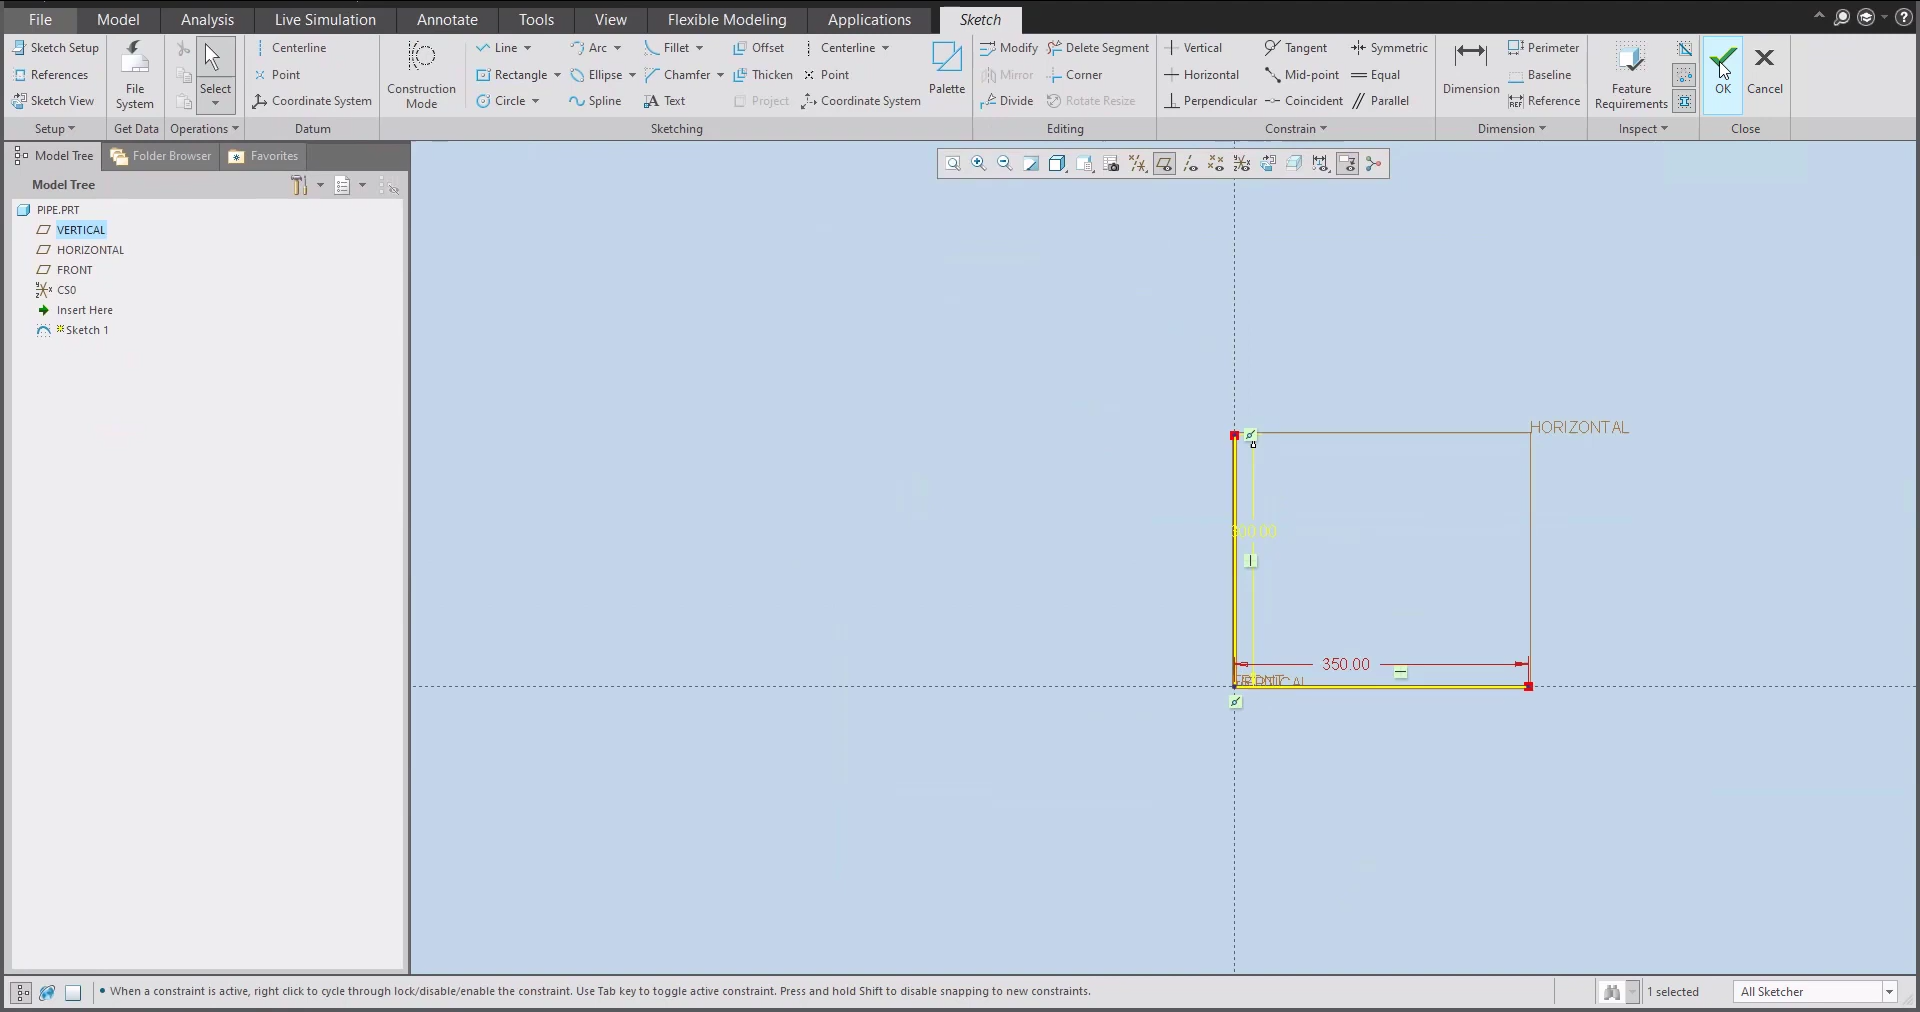 File Model Analysis Live Simulation Annotate Tools View Flexible Modeling Applications Sketch
Sketch Setup
References
Sketch View
Setup
File
System
Get Data
Select
Operations
Centerline
Point
Coordinate System
Datum
Construction
Mode
Line Arc Fillet Offset Centerline
Rectangle Ellipse Chamfer Thicken Point
Circle Spline Text Project Coordinate System
Palette
Sketching
Modify Delete Segment
Mirror Corner
Divide Rotate Resize
Editing
Vertical Tangent Symmetric
Horizontal Mid-point Equal
Perpendicular Coincident Parallel
Constrain
Dimension
Perimeter
Baseline
Reference
Dimension
Feature
Requirements
Inspect
OK
Cancel
Close
Model Tree Folder Browser Favorites
Model Tree
PIPE.PRT
VERTICAL
HORIZONTAL
FRONT
CS0
Insert Here
Sketch 1
HORIZONTAL
300.00
350.00
FRONT
When a constraint is active, right click to cycle through lock/disable/enable the constraint. Use Tab key to toggle active constraint. Press and hold Shift to disable snapping to new constraints.
1 selected
All Sketcher